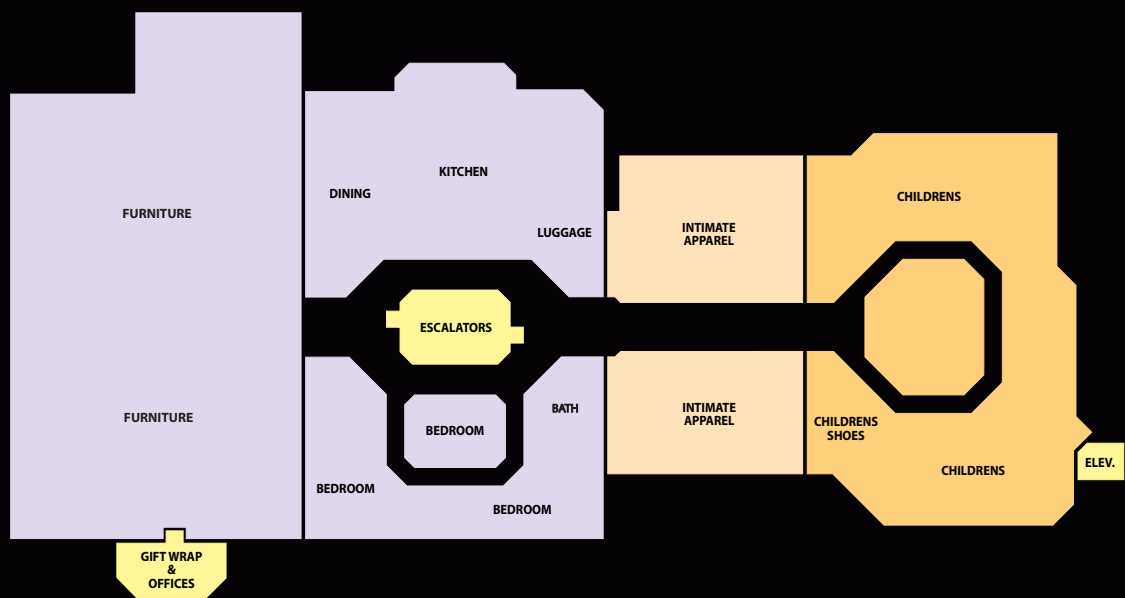 FURNITURE
DINING
KITCHEN
LUGGAGE
INTIMATE
APPAREL
CHILDRENS
ESCALATORS
FURNITURE
BEDROOM
BEDROOM
BATH
BEDROOM
INTIMATE
APPAREL
CHILDRENS
SHOES
CHILDRENS
ELEV.
GIFT WRAP
&
OFFICES